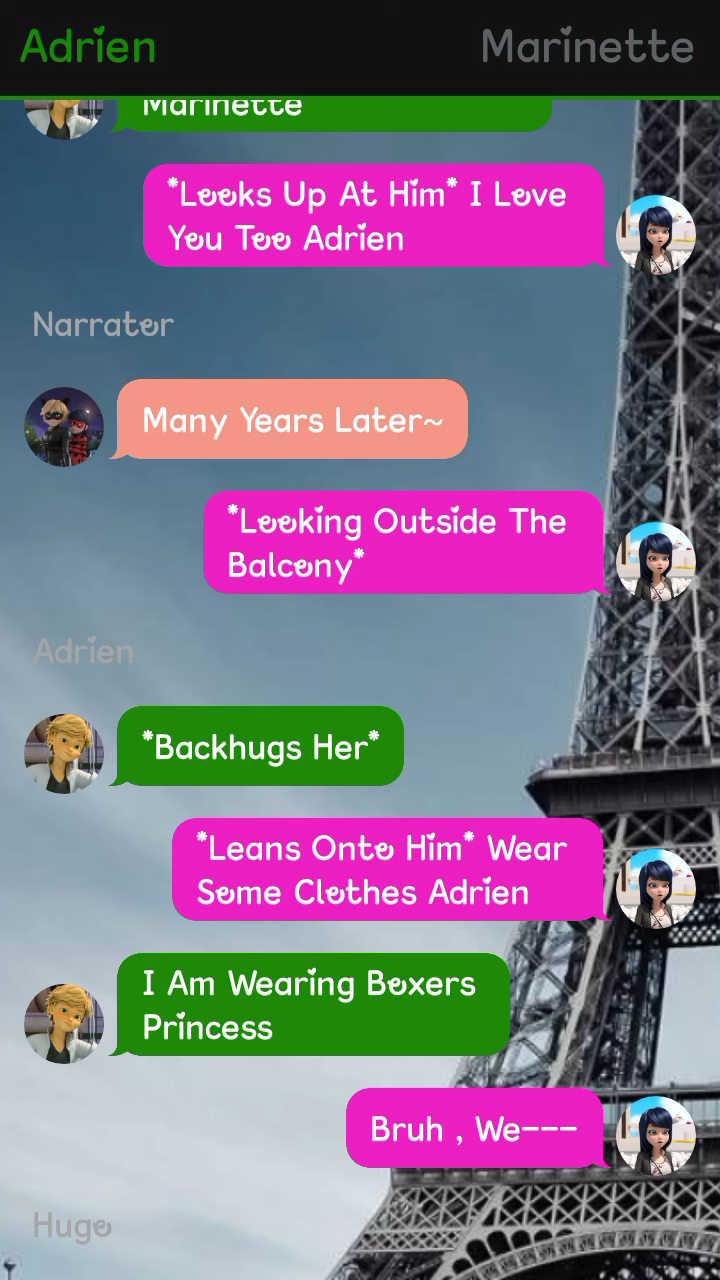 Adrien
Marinette
Marinette
*Looks Up At Him* I Love
You Too Adrien
Narrator
Many Years Later~
*Looking Outside The
Balcony*
Adrien
*Backhugs Her*
*Leans Onto Him* Wear
Some Clothes Adrien
I Am Wearing Boxers
Princess
Bruh , We---
Hugo